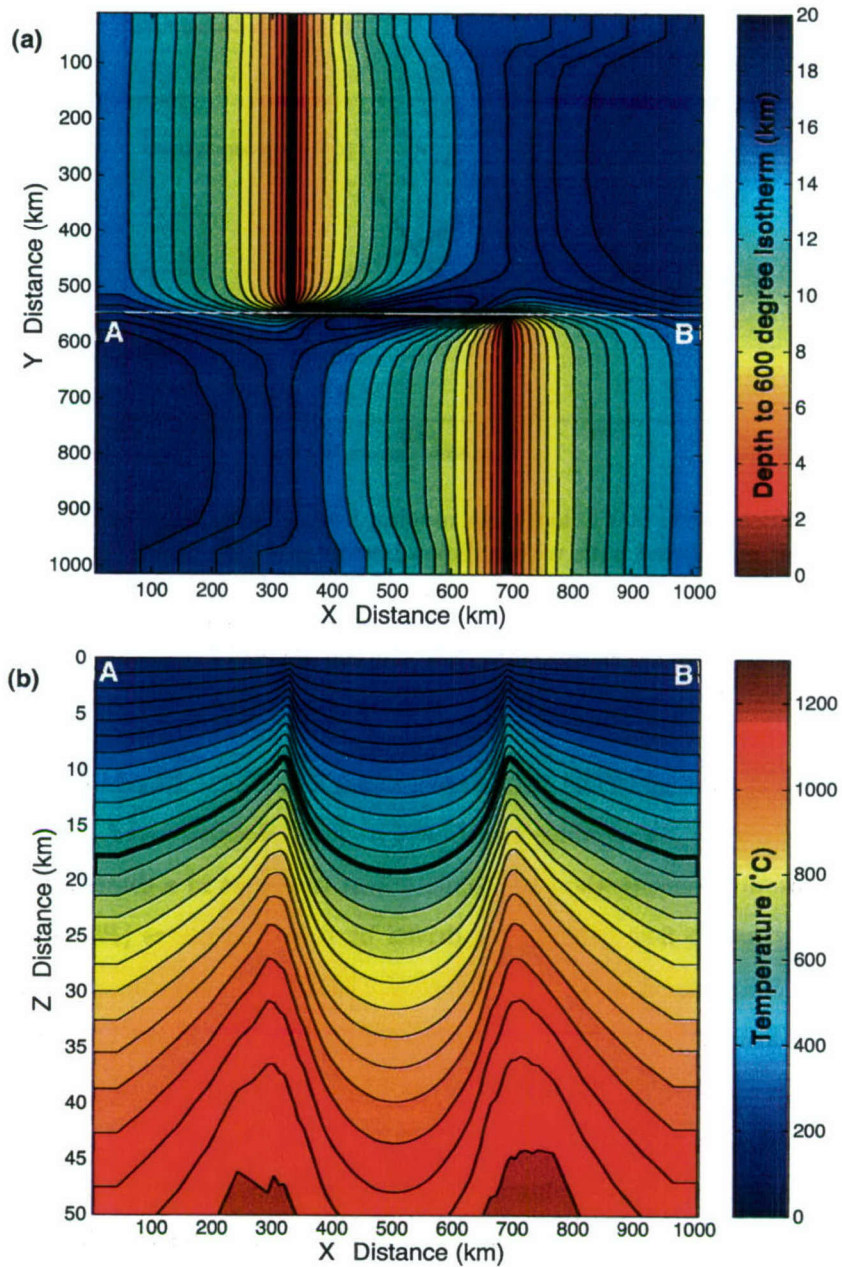 (a)
Y Distance (km)
100
200
300
400
500
600
700
800
900
1000
A
B
100 200 300 400 500 600 700 800 900 1000
X Distance (km)
20
18
16
14
12
10
8
6
4
2
0
Depth to 600 degree Isotherm (km)
(b)
Z Distance (km)
0
5
10
15
20
25
30
35
40
45
50
A
B
100 200 300 400 500 600 700 800 900 1000
X Distance (km)
1200
1000
800
600
400
200
0
Temperature (°C)